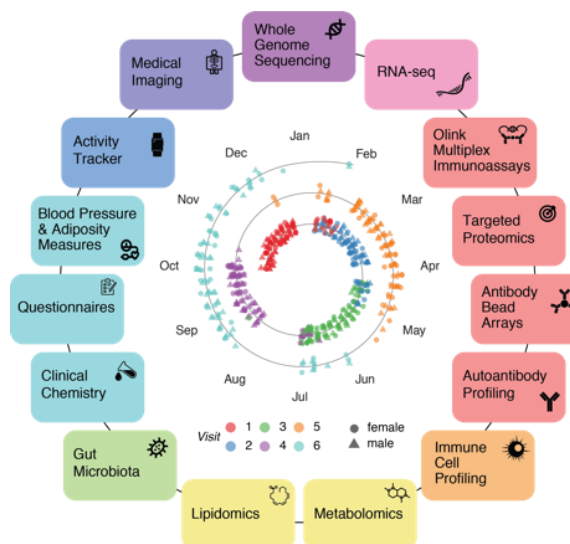 Whole
Genome
Sequencing
Medical
Imaging
RNA-seq
Activity
Tracker
Olink
Multiplex
Immunoassays
Blood Pressure
& Adiposity
Measures
Targeted
Proteomics
Questionnaires
Antibody
Bead
Arrays
Clinical
Chemistry
Autoantibody
Profiling
Gut
Microbiota
Immune
Cell
Profiling
Lipidomics
Metabolomics
Jan
Feb
Mar
Apr
May
Jun
Jul
Aug
Sep
Oct
Nov
Dec
Visit
1 3 5
2 4 6
female
male